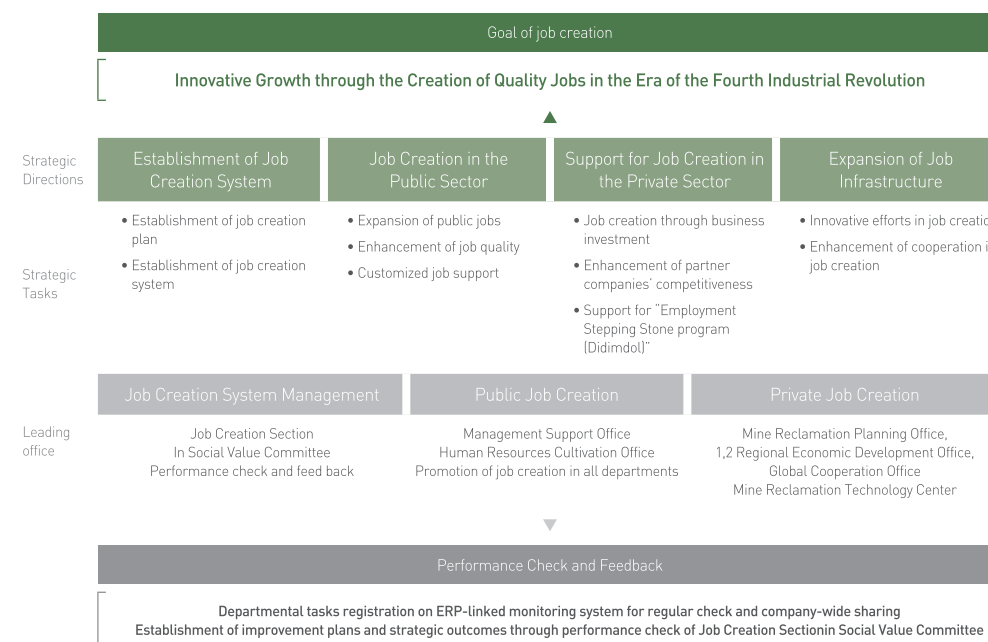 Goal of job creation
Innovative Growth through the Creation of Quality Jobs in the Era of the Fourth Industrial Revolution
Strategic
Directions
Establishment of Job
Creation System
Job Creation in the
Public Sector
Support for Job Creation in
the Private Sector
Expansion of Job
Infrastructure
Strategic
Tasks
• Establishment of job creation
plan
• Establishment of job creation
system
• Expansion of public jobs
• Enhancement of job quality
• Customized job support
• Job creation through business
investment
• Enhancement of partner
companies' competitiveness
• Support for "Employment
Stepping Stone program
(Didimdol)"
• Innovative efforts in job creatio
• Enhancement of cooperation i
job creation
Leading
office
Job Creation System Management
Job Creation Section
In Social Value Committee
Performance check and feed back
Public Job Creation
Management Support Office
Human Resources Cultivation Office
Promotion of job creation in all departments
Private Job Creation
Mine Reclamation Planning Office,
1,2 Regional Economic Development Office,
Global Cooperation Office
Mine Reclamation Technology Center
Performance Check and Feedback
Departmental tasks registration on ERP-linked monitoring system for regular check and company-wide sharing
Establishment of improvement plans and strategic outcomes through performance check of Job Creation Sectionin Social Value Committee